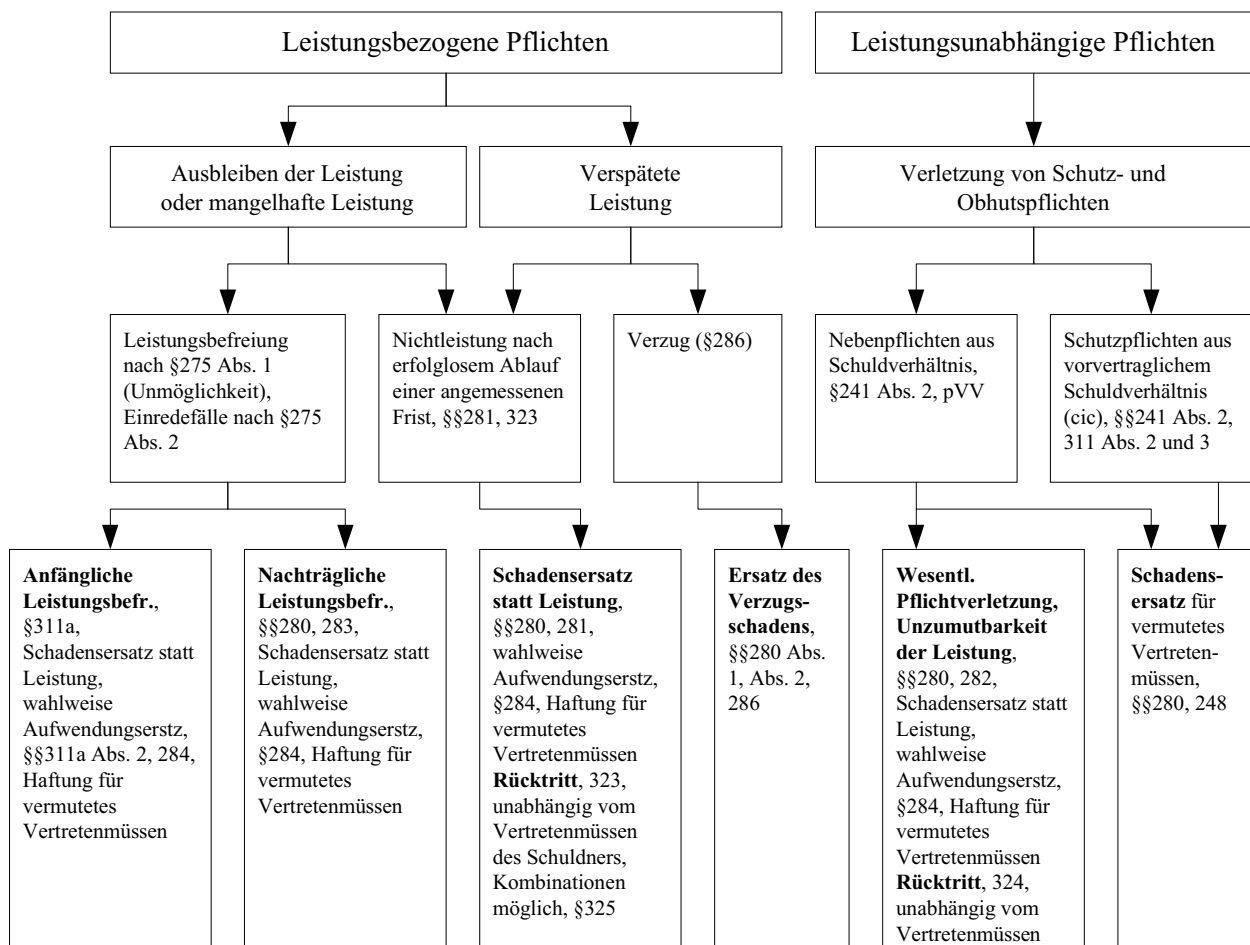 Leistungsbezogene Pflichten
Leistungsunabhängige Pflichten
Ausbleiben der Leistung
oder mangelhafte Leistung
Verspätete
Leistung
Verletzung von Schutz- und
Obhutspflichten
Leistungsbefreiung
nach §275 Abs. 1
(Unmöglichkeit),
Einredefälle nach §275
Abs. 2
Nichtleistung nach
erfolglosem Ablauf
einer angemessenen
Frist, §§281, 323
Verzug (§286)
Nebenpflichten aus
Schuldverhältnis,
§241 Abs. 2, pVV
Schutzpflichten aus
vorvertraglichem
Schuldverhältnis
(cic), §§241 Abs. 2,
311 Abs. 2 und 3
Anfängliche
Leistungsbefr.,
§311a,
Schadensersatz statt
Leistung,
wahlweise
Aufwendungserstz,
§§311a Abs. 2, 284,
Haftung für
vermutetes
Vertretenmüssen
Nachträgliche
Leistungsbefr.,
§§280, 283,
Schadensersatz statt
Leistung,
wahlweise
Aufwendungserstz,
§284, Haftung für
vermutetes
Vertretenmüssen
Schadensersatz
statt Leistung,
§§280, 281,
wahlweise
Aufwendungserstz,
§284, Haftung für
vermutetes
Vertretenmüssen
Rücktritt, 323,
unabhängig vom
Vertretenmüssen
des Schuldners,
Kombinationen
möglich, §325
Ersatz des
Verzugs-
schadens,
§§280 Abs.
1, Abs. 2,
286
Wesentl.
Pflichtverletzung,
Unzumutbarkeit
der Leistung,
§§280, 282,
Schadensersatz statt
Leistung,
wahlweise
Aufwendungserstz,
§284, Haftung für
vermutetes
Vertretenmüssen
Rücktritt, 324,
unabhängig vom
Vertretenmüssen
Schadens-
ersatz für
vermutetes
Vertreten-
müssen,
§§280, 248